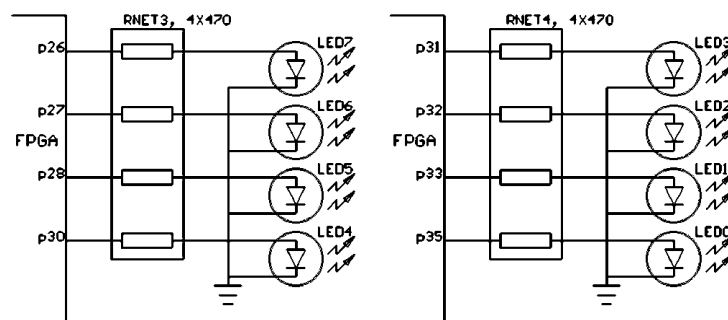 RNET3, 4X470
p26
LED7
p27
LED6
FPGA
p28
LED5
p30
LED4
RNET4, 4X470
p31
LED3
p32
LED2
FPGA
p33
LED1
p35
LED0